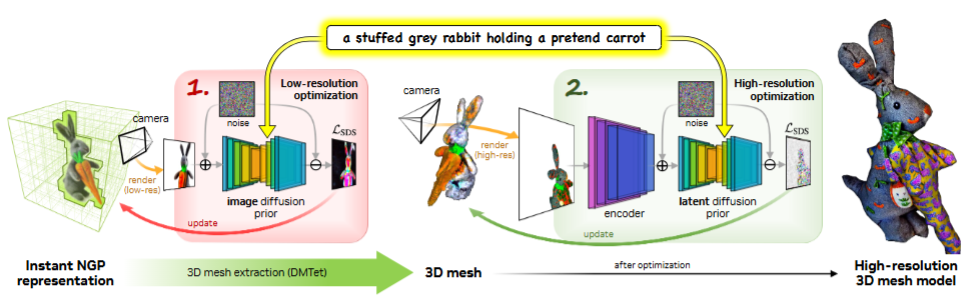 a stuffed grey rabbit holding a pretend carrot
1.
Low-resolution
optimization
noise
camera
render
(low-res)
ℒSDS
image diffusion
prior
update
2.
High-resolution
optimization
camera
noise
render
(high-res)
ℒSDS
encoder
latent diffusion
prior
update
Instant NGP
representation
3D mesh extraction (DMTet)
3D mesh
after optimization
High-resolution
3D mesh model